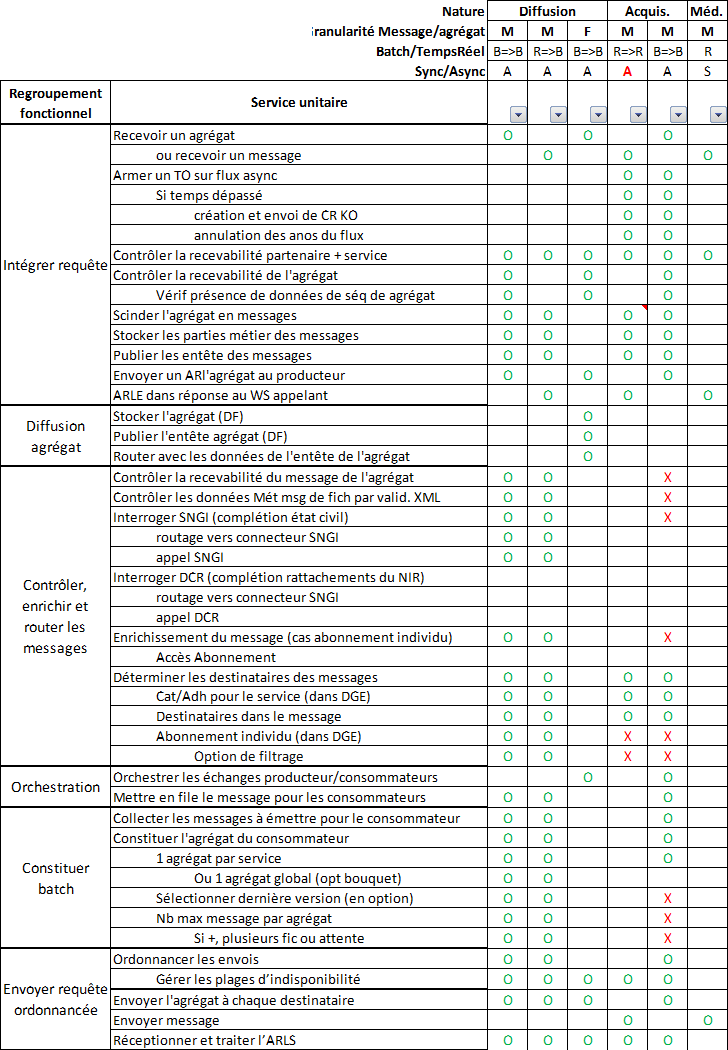 Nature Diffusion Acquis. Méd.
Granularité Message/agrégat M M F M M M
Batch/TempsRéel B=>B R=>B B=>B R=>R B=>B R
Sync/Async A A A A A S
Regroupement fonctionnel Service unitaire
Intégrer requête
Recevoir un agrégat O O O
ou recevoir un message O O O
Armer un TO sur flux async O O
Si temps dépassé O O
création et envoi de CR KO O O
annulation des anos du flux O O
Contrôler la recevabilité partenaire + service O O O O O O
Contrôler la recevabilité de l'agrégat O O O
Vérif présence de données de séq de agrégat O O O
Scinder l'agrégat en messages O O O O
Stocker les parties métier des messages O O O O
Publier les entête des messages O O O O
Envoyer un ARl'agrégat au producteur O O O
ARLE dans réponse au WS appelant O O O
Diffusion agrégat
Stocker l'agrégat (DF) O
Publier l'entête agrégat (DF) O
Router avec les données de l'entête de l'agrégat O
Contrôler, enrichir et router les messages
Contrôler la recevabilité du message de l'agrégat O O X
Contrôler les données Mét msg de fich par valid. XML O O X
Interroger SNGI (complétion état civil) O O X
routage vers connecteur SNGI O O
appel SNGI O O
Interroger DCR (complétion rattachements du NIR)
routage vers connecteur SNGI
appel DCR
Enrichissement du message (cas abonnement individu) O O X
Accès Abonnement
Déterminer les destinataires des messages O O O O
Cat/Adh pour le service (dans DGE) O O O O
Destinataires dans le message O O O O
Abonnement individu (dans DGE) O O X X
Option de filtrage O O X X
Orchestration
Orchestrer les échanges producteur/consommateurs O O
Mettre en file le message pour les consommateurs O O O
Constituer batch
Collecter les messages à émettre pour le consommateur O O O
Constituer l'agrégat du consommateur O O O
1 agrégat par service O O O
Ou 1 agrégat global (opt bouquet) O O
Sélectionner dernière version (en option) O O X
Nb max message par agrégat O O X
Si +, plusieurs fic ou attente O O X
Envoyer requête ordonnancée
Ordonnancer les envois O O O
Gérer les plages d'indisponibilité O O O O O
Envoyer l'agrégat à chaque destinataire O O O O
Envoyer message O O
Réceptionner et traiter l’ARLS O O O O O